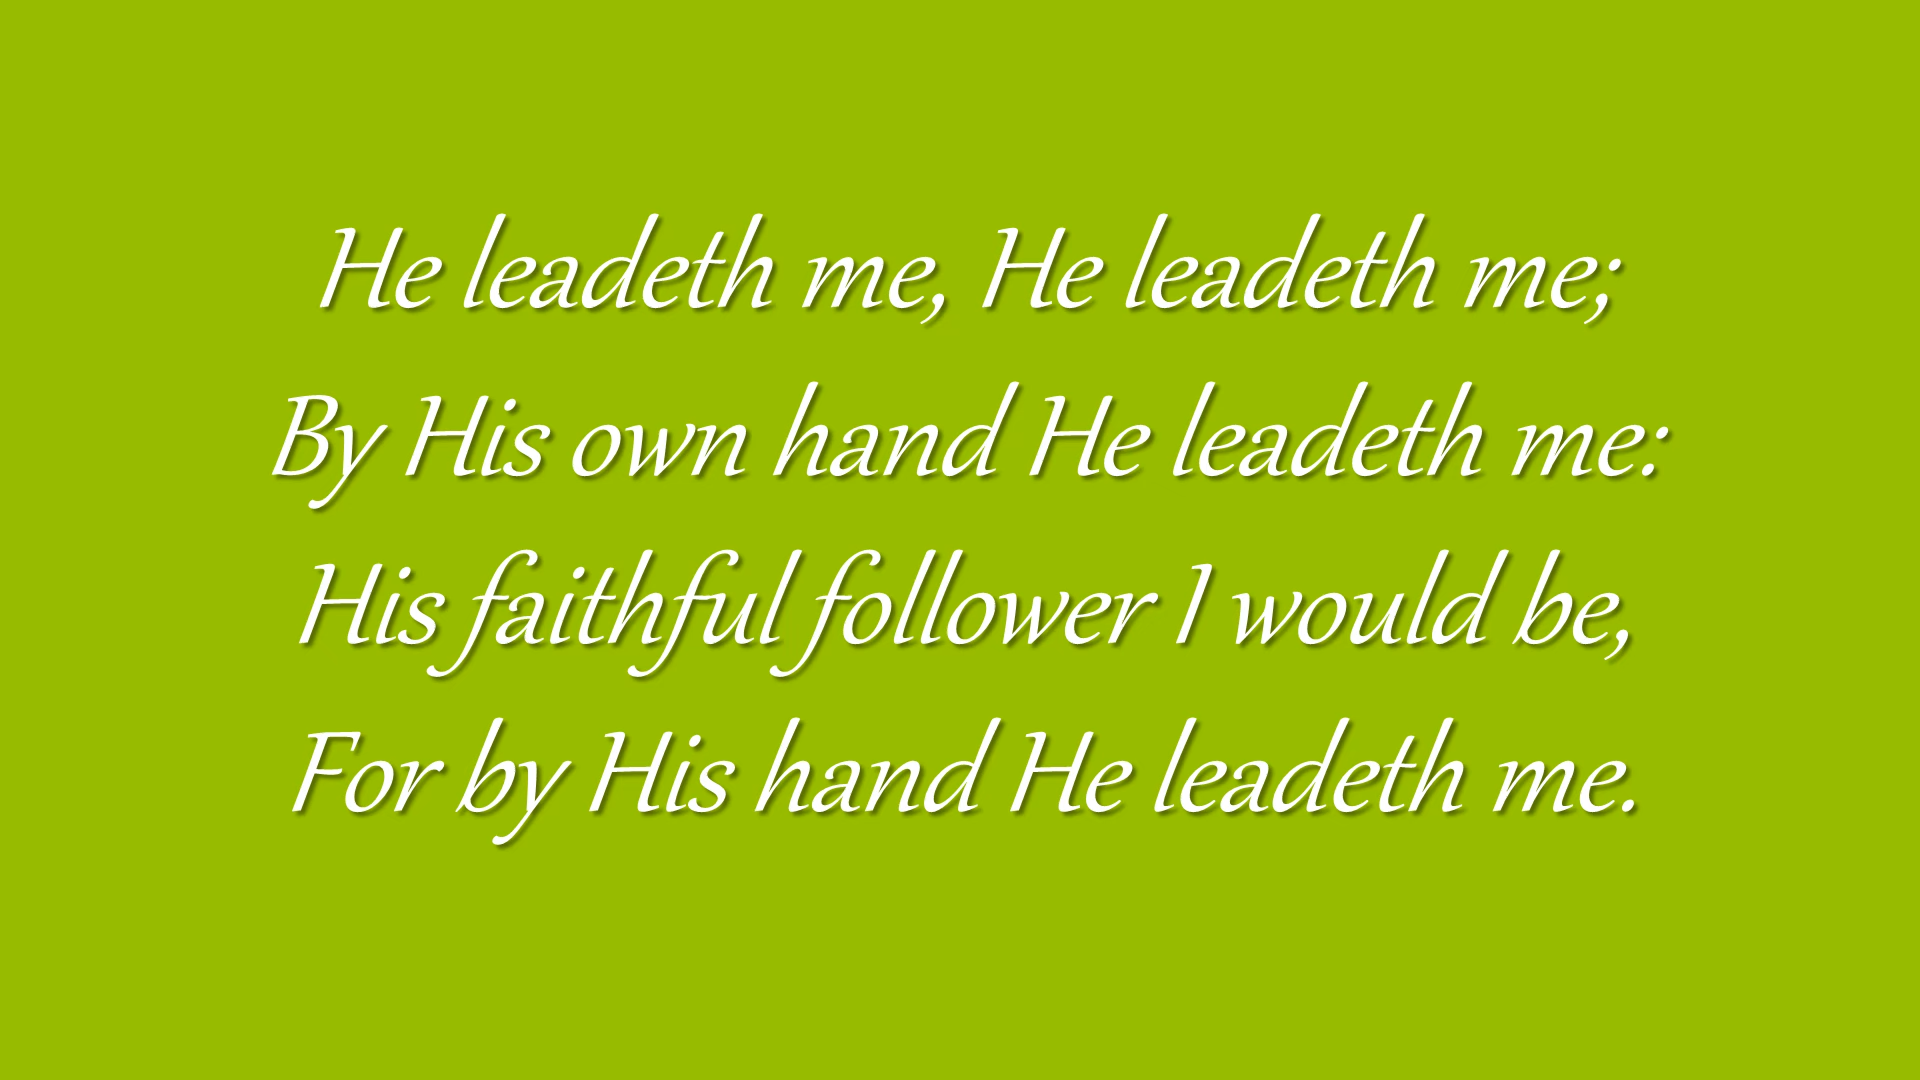 He leadeth me, He leadeth me;
By His own hand He leadeth me:
His faithful follower I would be,
For by His hand He leadeth me.